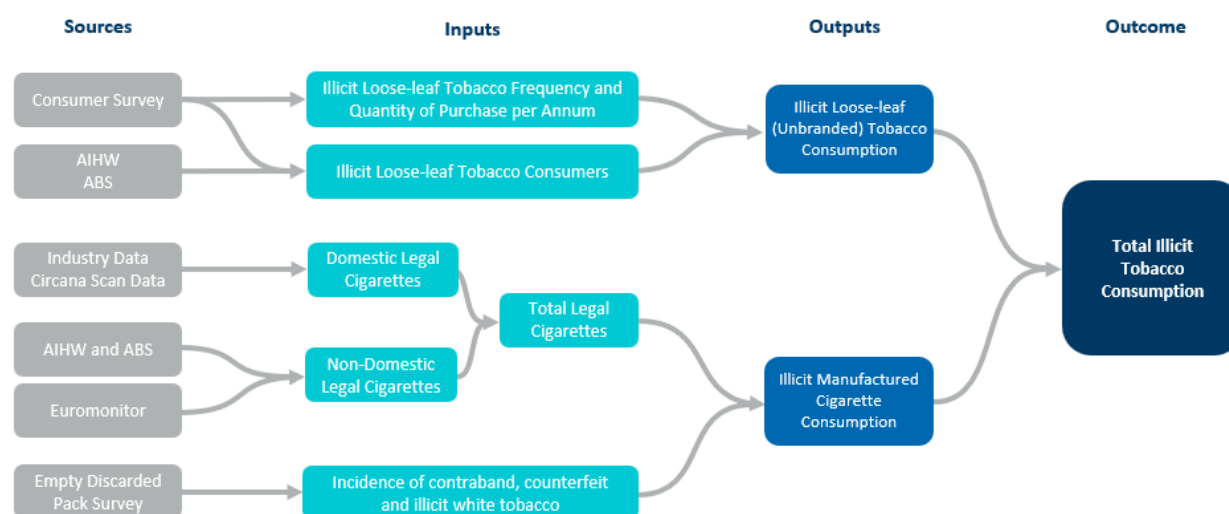 Sources
Inputs
Outputs
Outcome
Consumer Survey
AIHW
ABS
Industry Data
Circana Scan Data
AIHW and ABS
Euromonitor
Empty Discarded
Pack Survey
Illicit Loose-leaf Tobacco Frequency and
Quantity of Purchase per Annum
Illicit Loose-leaf Tobacco Consumers
Domestic Legal
Cigarettes
Non-Domestic
Legal Cigarettes
Total Legal
Cigarettes
Incidence of contraband, counterfeit
and illicit white tobacco
Illicit Loose-leaf
(Unbranded) Tobacco
Consumption
Illicit Manufactured
Cigarette
Consumption
Total Illicit
Tobacco
Consumption